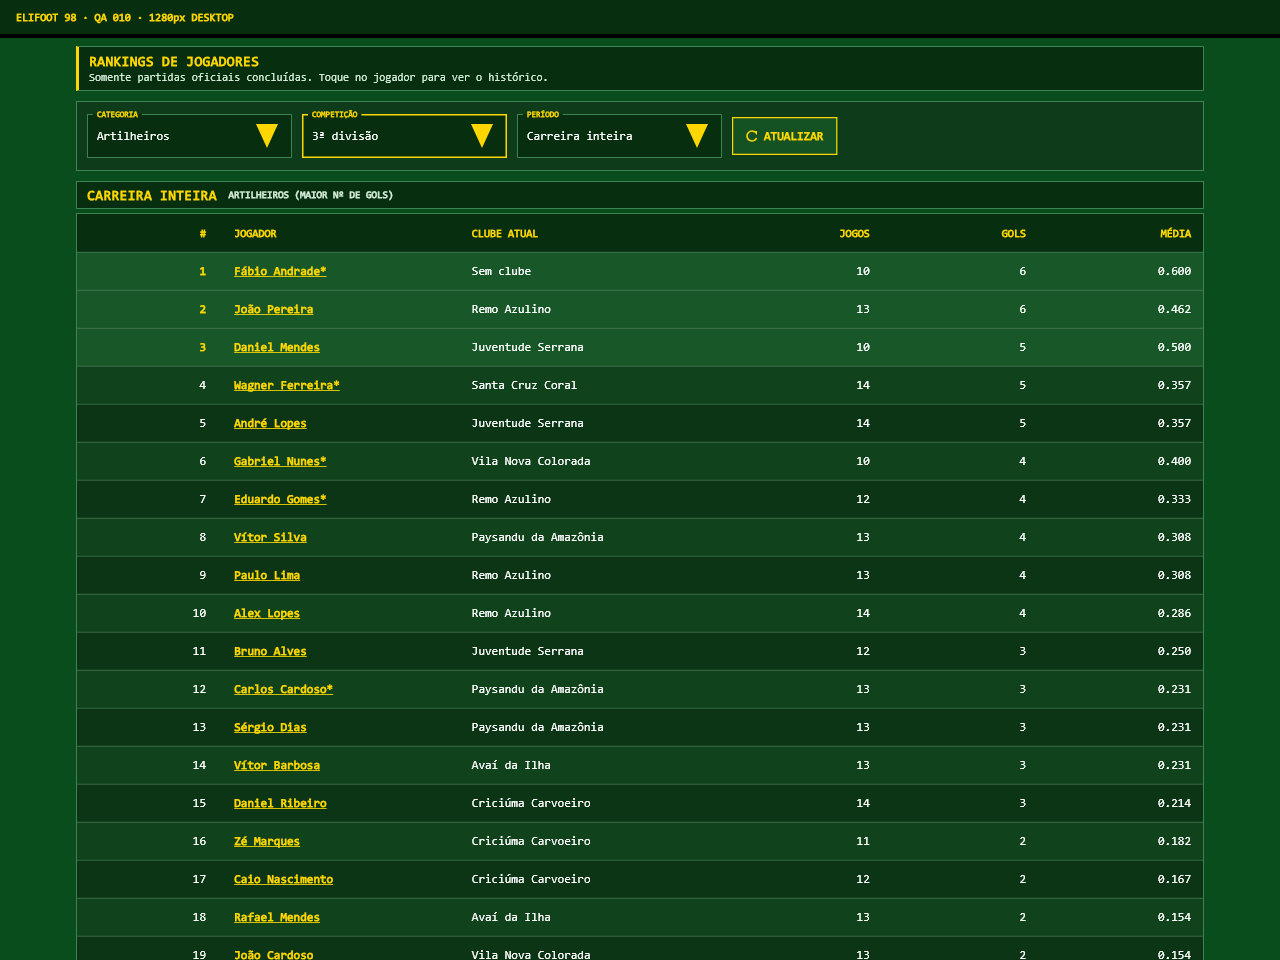 ELIFOOT 98 · QA 010 · 1280px DESKTOP
RANKINGS DE JOGADORES
Somente partidas oficiais concluídas. Toque no jogador para ver o histórico.
CATEGORIA COMPETIÇÃO PERÍODO
Artilheiros 3ª divisão Carreira inteira ATUALIZAR
CARREIRA INTEIRA ARTILHEIROS (MAIOR Nº DE GOLS)
# JOGADOR CLUBE ATUAL JOGOS GOLS MÉDIA
1 Fábio Andrade* Sem clube 10 6 0.600
2 João Pereira Remo Azulino 13 6 0.462
3 Daniel Mendes Juventude Serrana 10 5 0.500
4 Wagner Ferreira* Santa Cruz Coral 14 5 0.357
5 André Lopes Juventude Serrana 14 5 0.357
6 Gabriel Nunes* Vila Nova Colorada 10 4 0.400
7 Eduardo Gomes* Remo Azulino 12 4 0.333
8 Vítor Silva Paysandu da Amazônia 13 4 0.308
9 Paulo Lima Remo Azulino 13 4 0.308
10 Alex Lopes Remo Azulino 14 4 0.286
11 Bruno Alves Juventude Serrana 12 3 0.250
12 Carlos Cardoso* Paysandu da Amazônia 13 3 0.231
13 Sérgio Dias Paysandu da Amazônia 13 3 0.231
14 Vítor Barbosa Avaí da Ilha 13 3 0.231
15 Daniel Ribeiro Criciúma Carvoeiro 14 3 0.214
16 Zé Marques Criciúma Carvoeiro 11 2 0.182
17 Caio Nascimento Criciúma Carvoeiro 12 2 0.167
18 Rafael Mendes Avaí da Ilha 13 2 0.154
19 João Cardoso Vila Nova Colorada 13 2 0.154